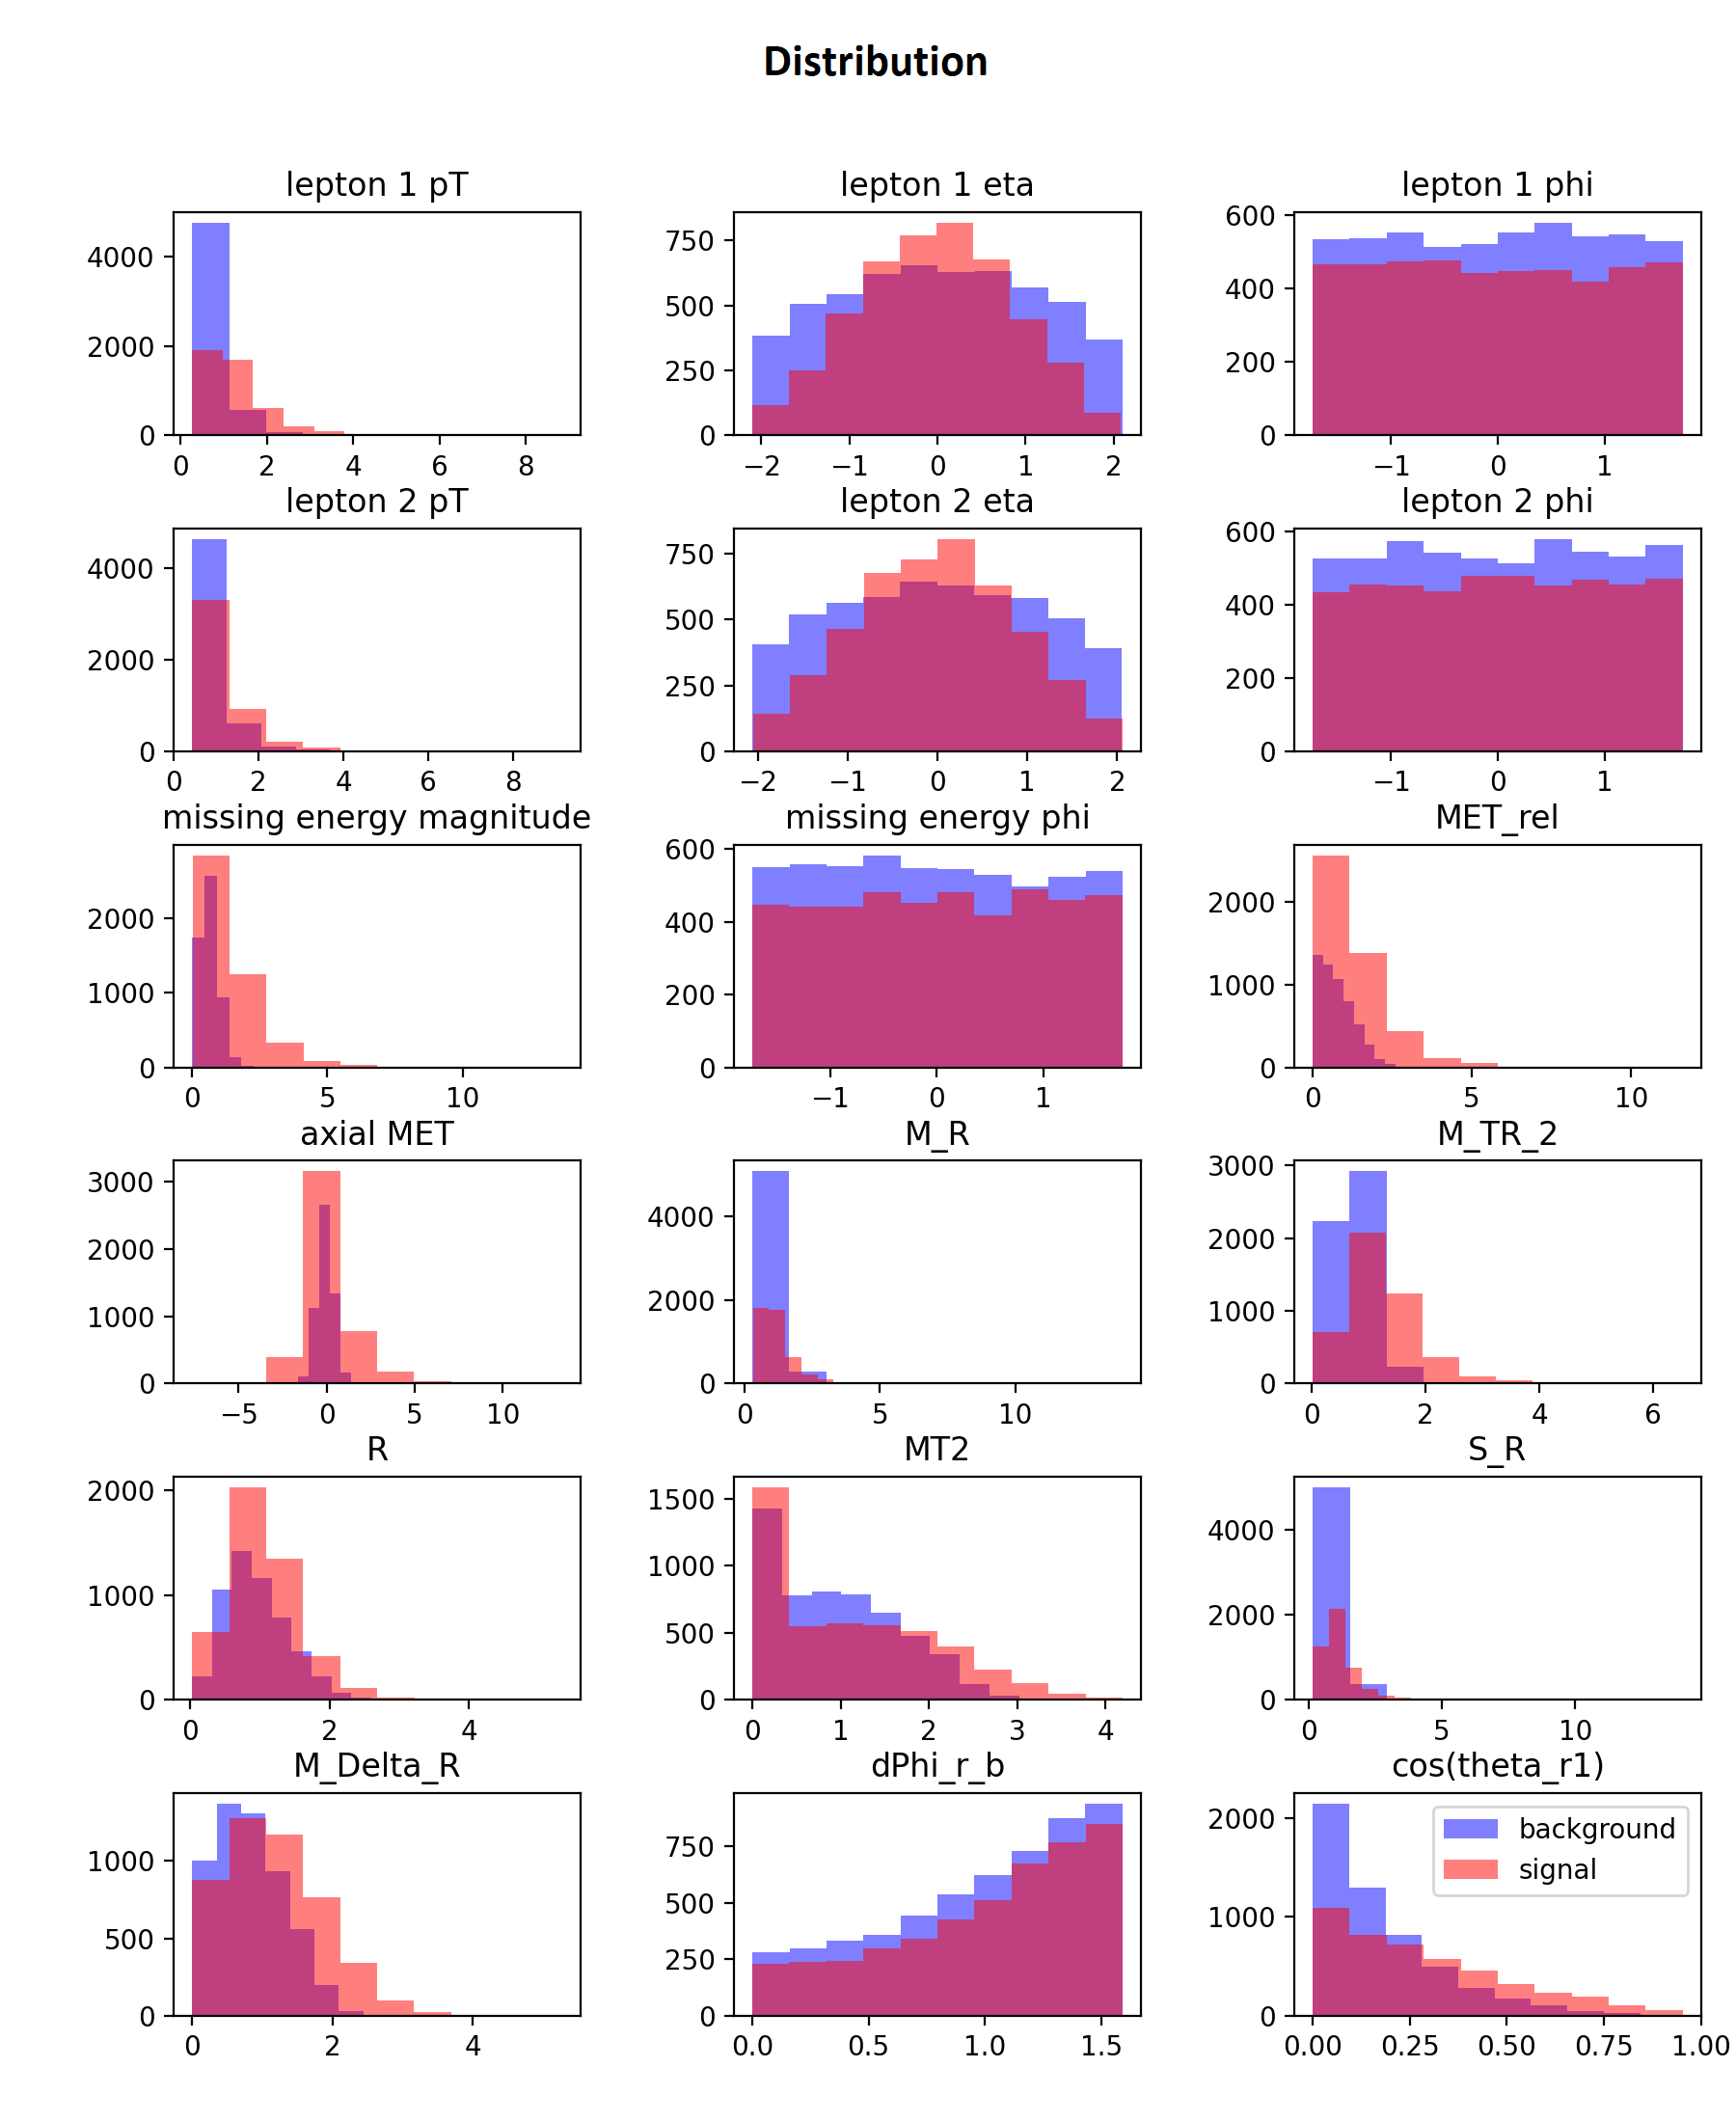 Distribution
lepton 1 pT
lepton 1 eta
lepton 1 phi
4000
2000
0
0 2 4 6 8
750
500
250
0
−2 −1 0 1 2
600
400
200
0
−1 0 1
lepton 2 pT
lepton 2 eta
lepton 2 phi
4000
2000
0
0 2 4 6 8
750
500
250
0
−2 −1 0 1 2
600
400
200
0
−1 0 1
missing energy magnitude
missing energy phi
MET_rel
2000
1000
0
0 5 10
600
400
200
0
−1 0 1
2000
1000
0
0 5 10
axial MET
M_R
M_TR_2
3000
2000
1000
0
−5 0 5 10
4000
2000
0
0 5 10
3000
2000
1000
0
0 2 4 6
R
MT2
S_R
2000
1000
0
0 2 4
1500
1000
500
0
0 1 2 3 4
4000
2000
0
0 5 10
M_Delta_R
dPhi_r_b
cos(theta_r1)
1000
500
0
0 2 4
750
500
250
0
0.0 0.5 1.0 1.5
2000
1000
0
0.00 0.25 0.50 0.75 1.00
background
signal